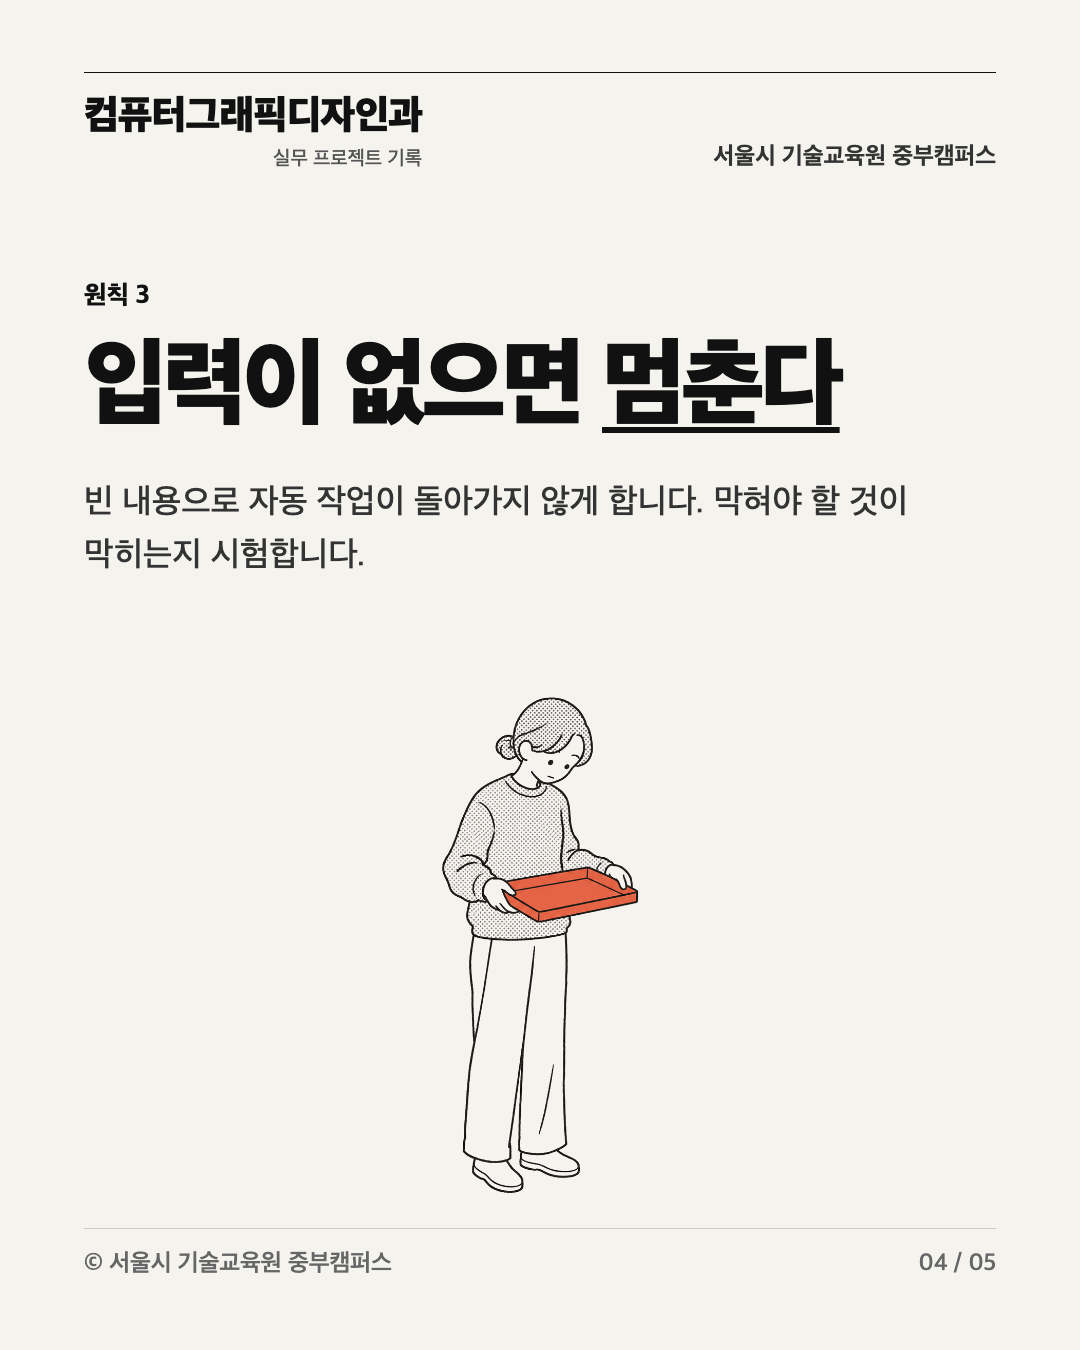 컴퓨터그래픽디자인과
실무 프로젝트 기록
서울시 기술교육원 중부캠퍼스
원칙 3
입력이 없으면 멈춘다
빈 내용으로 자동 작업이 돌아가지 않게 합니다. 막혀야 할 것이
막히는지 시험합니다.
© 서울시 기술교육원 중부캠퍼스
04 / 05